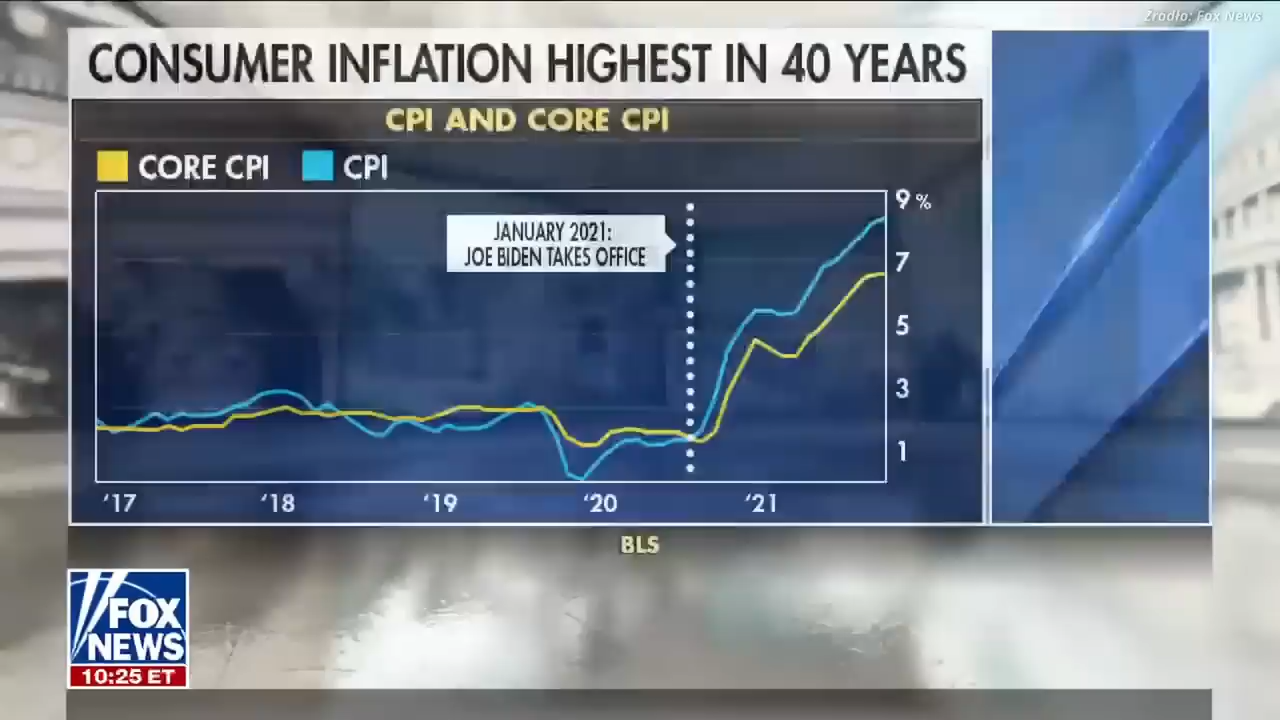 Źródło: Fox News
CONSUMER INFLATION HIGHEST IN 40 YEARS
CPI AND CORE CPI
CORE CPI CPI
JANUARY 2021:
JOE BIDEN TAKES OFFICE
9%
7
5
3
1
'17 '18 '19 '20 '21
BLS
FOX
NEWS
10:25 ET